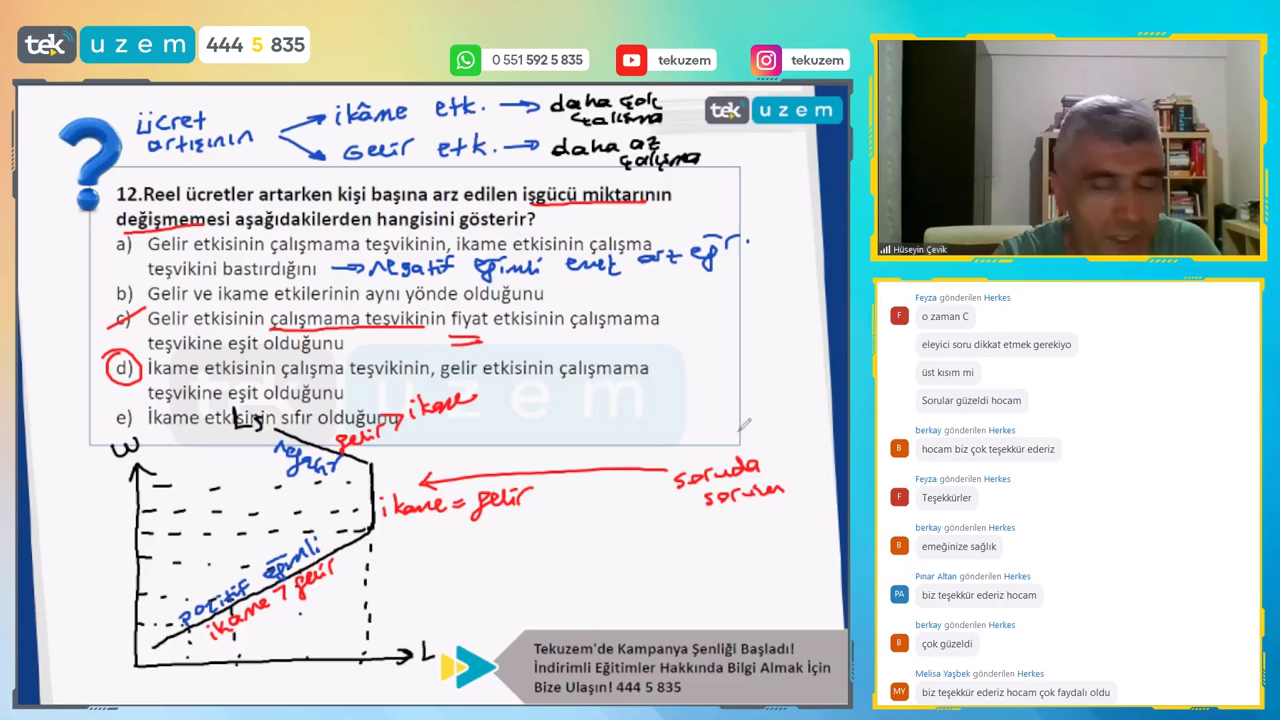 tek uzem 444 5 835
0 551 592 5 835
tekuzem
tekuzem
tek uzem
ücret artışının
ikâme etk. → daha çok çalışma
Gelir etk. → daha az çalışma
12.Reel ücretler artarken kişi başına arz edilen işgücü miktarının
değişmemesi aşağıdakilerden hangisini gösterir?
a) Gelir etkisinin çalışmama teşvikinin, ikame etkisinin çalışma
teşvikini bastırdığını → negatif eğimli emek arz eğr.
b) Gelir ve ikame etkilerinin aynı yönde olduğunu
c) Gelir etkisinin çalışmama teşvikinin fiyat etkisinin çalışmama
teşvikine eşit olduğunu
d) İkame etkisinin çalışma teşvikinin, gelir etkisinin çalışmama
teşvikine eşit olduğunu
e) İkame etkisinin sıfır olduğunu
uzem
Ls
gelir > ikame
W
negatif
soruda sorulan
ikame = gelir
pozitif eğimli
ikame > gelir
L
Tekuzem'de Kampanya Şenliği Başladı!
İndirimli Eğitimler Hakkında Bilgi Almak İçin
Bize Ulaşın! 444 5 835
Hüseyin Çevik
Feyza gönderilen Herkes
F
o zaman C
eleyici soru dikkat etmek gerekiyo
üst kısım mi
Sorular güzeldi hocam
berkay gönderilen Herkes
B
hocam biz çok teşekkür ederiz
Feyza gönderilen Herkes
F
Teşekkürler
berkay gönderilen Herkes
B
emeğinize sağlık
Pınar Altan gönderilen Herkes
PA
biz teşekkür ederiz hocam
berkay gönderilen Herkes
B
çok güzeldi
Melisa Yaşbek gönderilen Herkes
MY
biz teşekkür ederiz hocam çok faydalı oldu